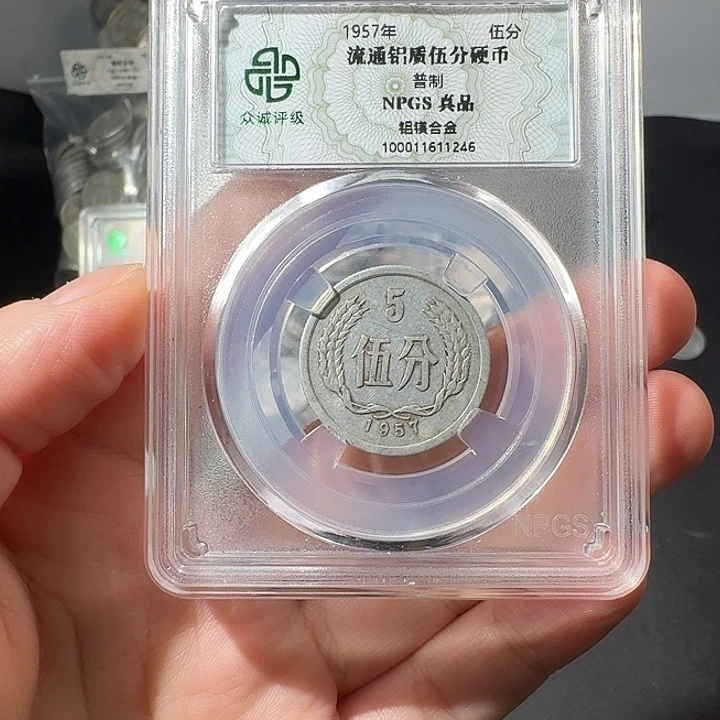 1957年 伍分
流通铝质伍分硬币
普制
NPGS 真品
众诚评级
铝镁合金
100011611246
5
伍分
1957
NPGS